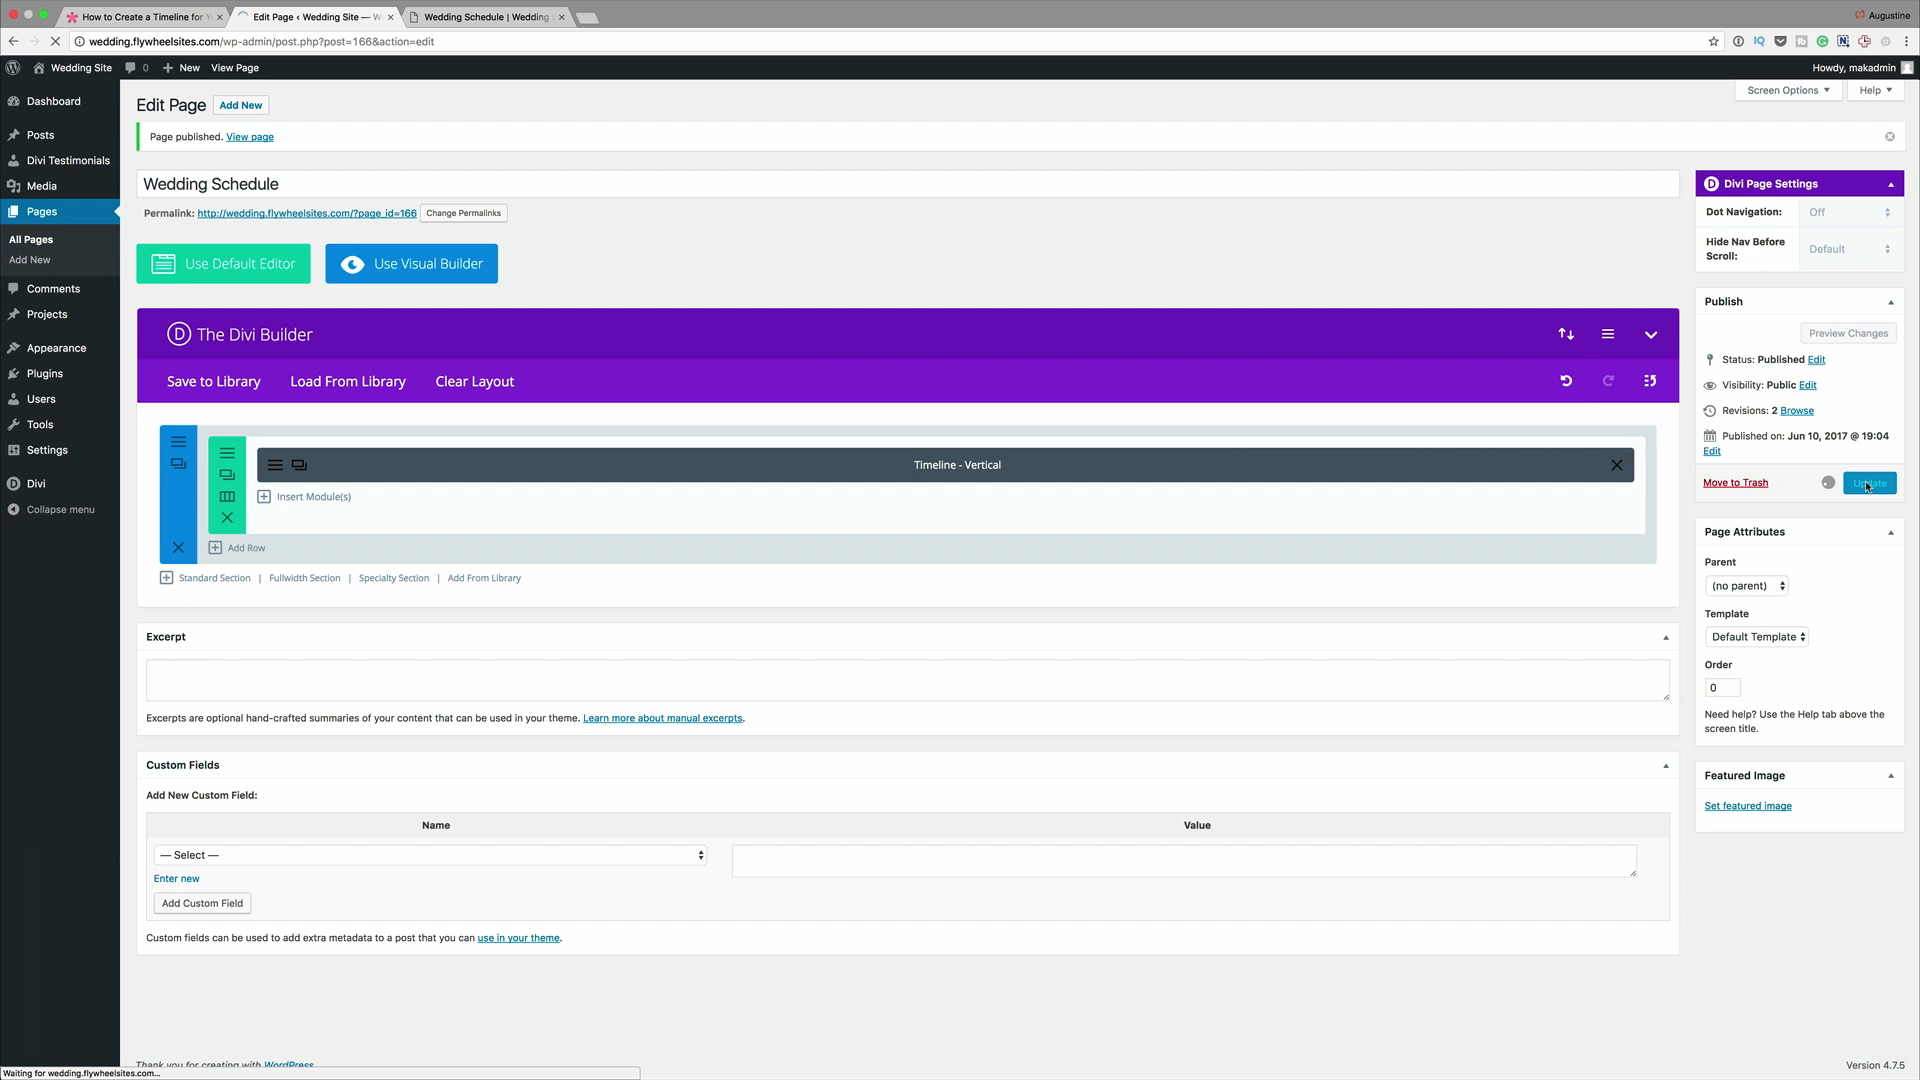 How to Create a Timeline for Y
Edit Page ‹ Wedding Site — W
Wedding Schedule | Wedding
Augustine
wedding.flywheelsites.com/wp-admin/post.php?post=166&action=edit
Wedding Site
0
New
View Page
Howdy, makadmin
Dashboard
Posts
Divi Testimonials
Media
Pages
All Pages
Add New
Comments
Projects
Appearance
Plugins
Users
Tools
Settings
Divi
Collapse menu
Edit Page
Add New
Screen Options
Help
Page published. View page
Wedding Schedule
Permalink: http://wedding.flywheelsites.com/?page_id=166
Change Permalinks
Use Default Editor
Use Visual Builder
The Divi Builder
Save to Library
Load From Library
Clear Layout
Timeline - Vertical
Insert Module(s)
Add Row
Standard Section | Fullwidth Section | Specialty Section | Add From Library
Excerpt
Excerpts are optional hand-crafted summaries of your content that can be used in your theme. Learn more about manual excerpts.
Custom Fields
Add New Custom Field:
Name
Value
— Select —
Enter new
Add Custom Field
Custom fields can be used to add extra metadata to a post that you can use in your theme.
Divi Page Settings
Dot Navigation:
Off
Hide Nav Before
Scroll:
Default
Publish
Preview Changes
Status: Published Edit
Visibility: Public Edit
Revisions: 2 Browse
Published on: Jun 10, 2017 @ 19:04
Edit
Move to Trash
Update
Page Attributes
Parent
(no parent)
Template
Default Template
Order
0
Need help? Use the Help tab above the
screen title.
Featured Image
Set featured image
Thank you for creating with WordPress
Version 4.7.5
Waiting for wedding.flywheelsites.com...